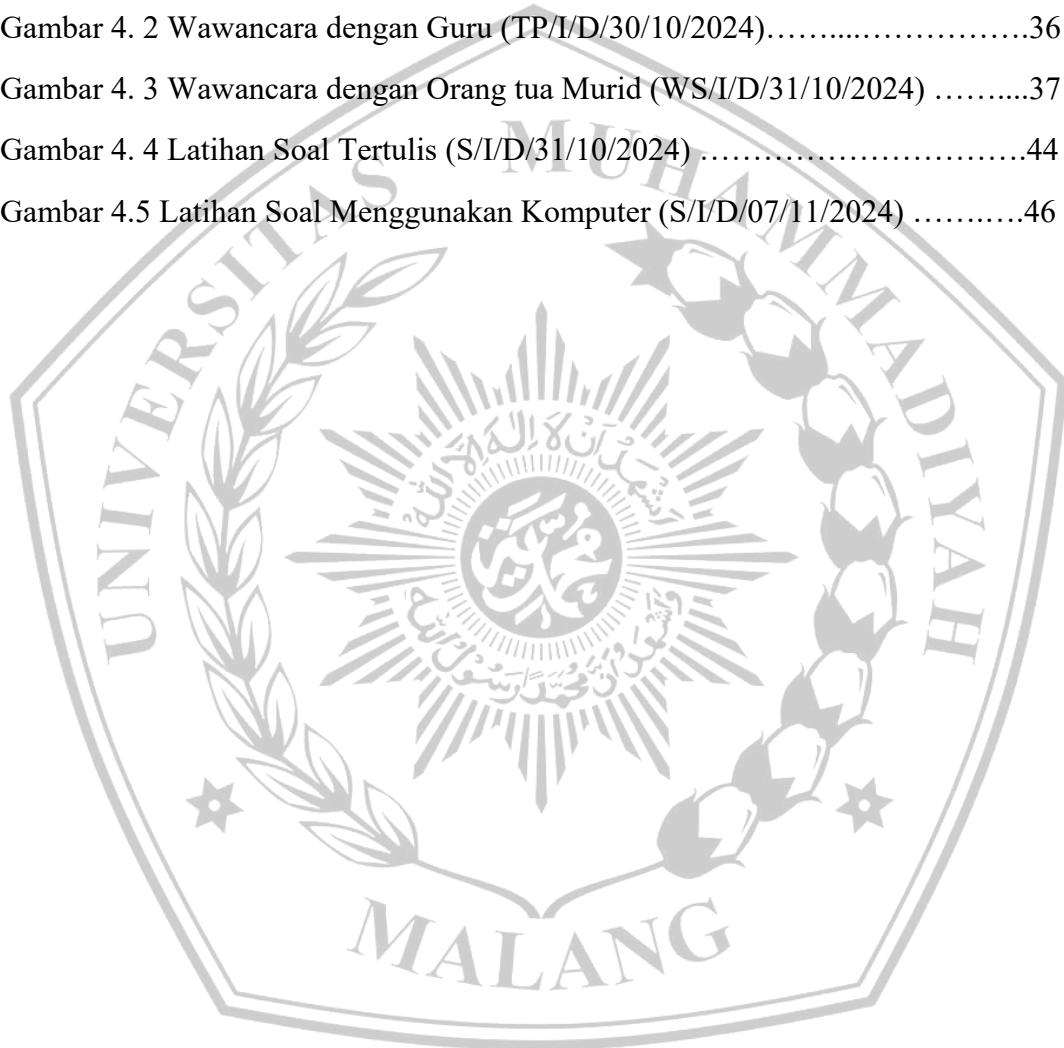 Gambar 4. 2 Wawancara dengan Guru (TP/I/D/30/10/2024)……....…………….36
Gambar 4. 3 Wawancara dengan Orang tua Murid (WS/I/D/31/10/2024) …….....37
Gambar 4. 4 Latihan Soal Tertulis (S/I/D/31/10/2024) ………………………….44
Gambar 4.5 Latihan Soal Menggunakan Komputer (S/I/D/07/11/2024) …….….46
UNIVERSITAS MUHAMMADIYAH
MALANG